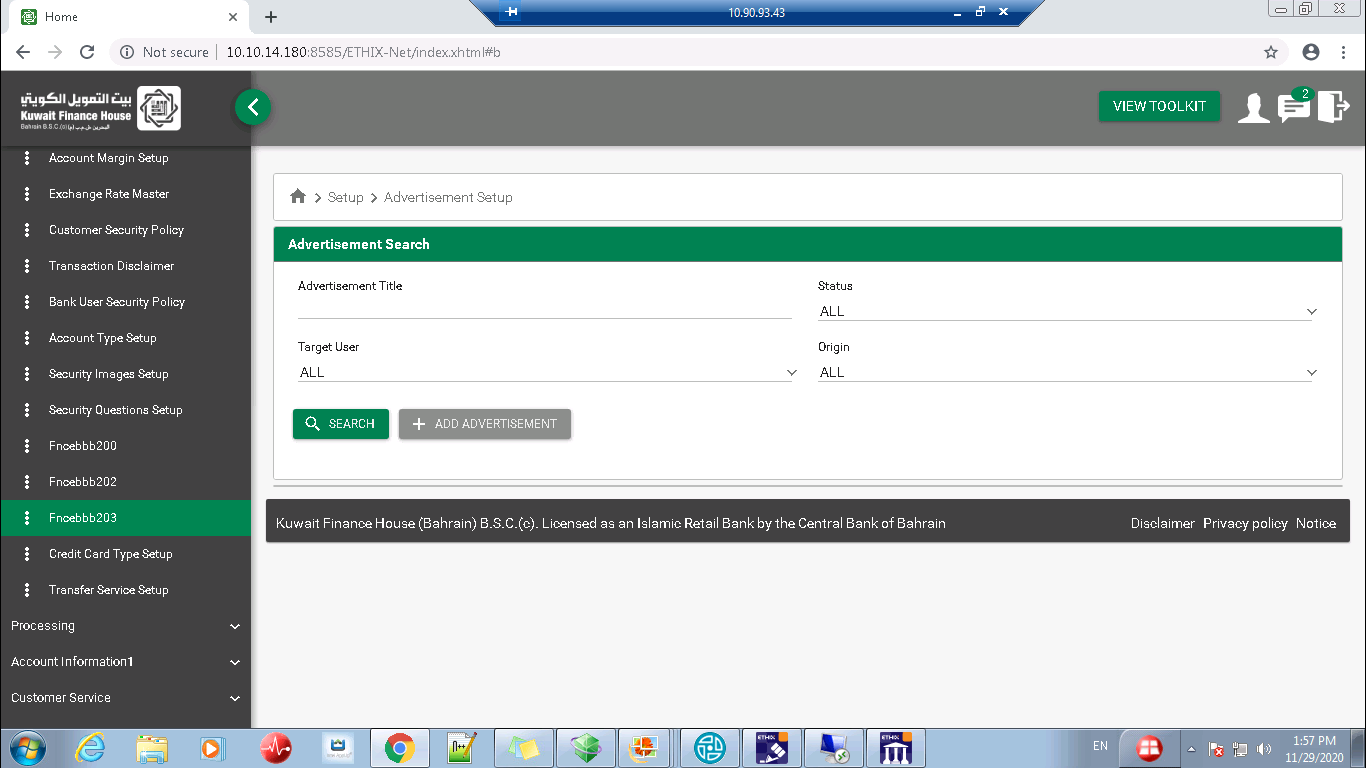 Home
10.90.93.43
Not secure
10.10.14.180:8585/ETHIX-Net/index.xhtml#b
بيت التمويل الكويتي
Kuwait Finance House
Bahrain B.S.C.(c) البحرين ش.م.ب (م)
VIEW TOOLKIT
2
Account Margin Setup
Exchange Rate Master
Customer Security Policy
Transaction Disclaimer
Bank User Security Policy
Account Type Setup
Security Images Setup
Security Questions Setup
Fncebbb200
Fncebbb202
Fncebbb203
Credit Card Type Setup
Transfer Service Setup
Processing
Account Information1
Customer Service
Setup
Advertisement Setup
Advertisement Search
Advertisement Title
Status
ALL
Target User
Origin
ALL
ALL
SEARCH
ADD ADVERTISEMENT
Kuwait Finance House (Bahrain) B.S.C.(c). Licensed as an Islamic Retail Bank by the Central Bank of Bahrain
Disclaimer Privacy policy Notice
ETHIX
ETHIX
EN
1:57 PM
11/29/2020